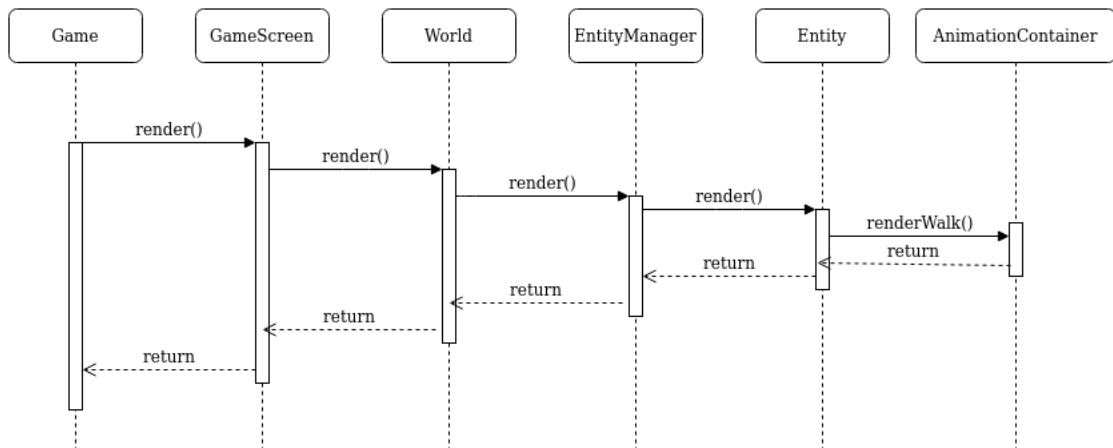 Game
GameScreen
World
EntityManager
Entity
AnimationContainer
render()
render()
render()
render()
renderWalk()
return
return
return
return
return